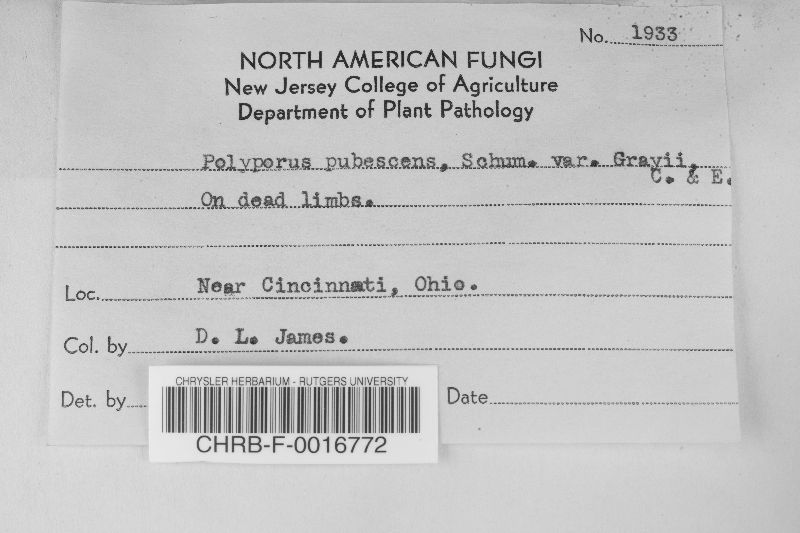 No. 1933
NORTH AMERICAN FUNGI
New Jersey College of Agriculture
Department of Plant Pathology
Polyporus pubescens, Schum. var. Grayii,
C. & E.
On dead limbs.
Loc. Near Cincinnati, Ohio.
Col. by D. L. James.
Det. by
Date
CHRYSLER HERBARIUM - RUTGERS UNIVERSITY
CHRB-F-0016772